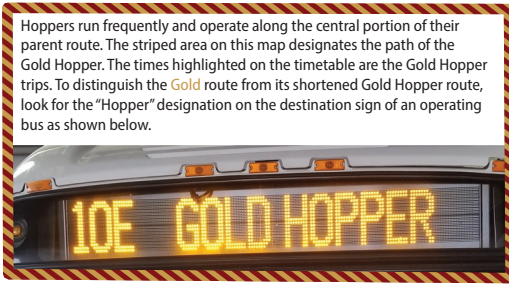 Hoppers run frequently and operate along the central portion of their
parent route. The striped area on this map designates the path of the
Gold Hopper. The times highlighted on the timetable are the Gold Hopper
trips. To distinguish the Gold route from its shortened Gold Hopper route,
look for the “Hopper” designation on the destination sign of an operating
bus as shown below.
10E GOLD HOPPER